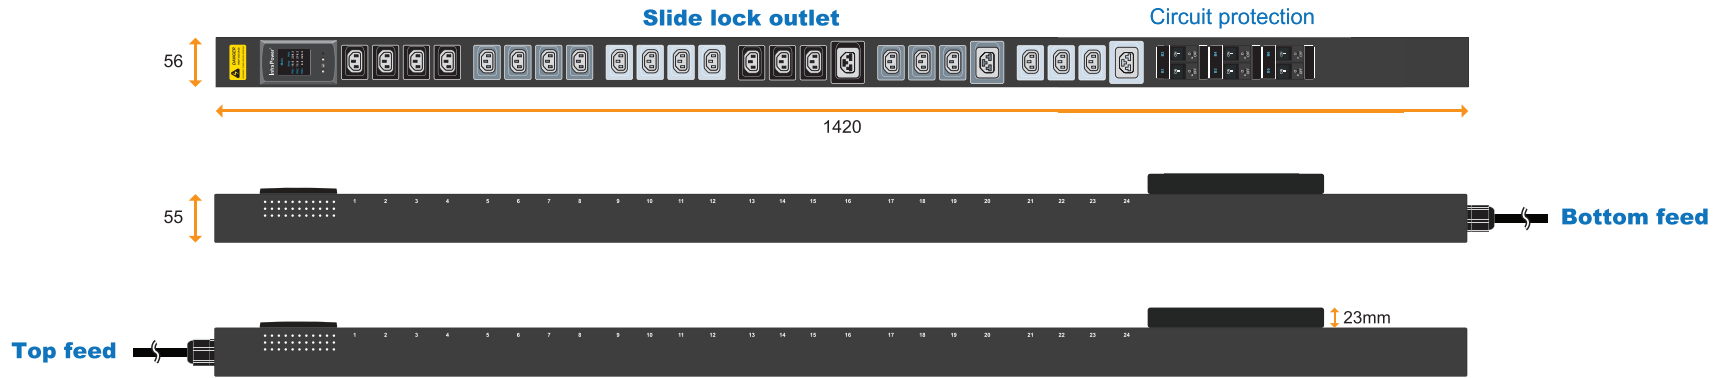 Slide lock outlet
Circuit protection
56
DANGER
InfraPower
1420
55
1 2 3 4 5 6 7 8 9 10 11 12 13 14 15 16 17 18 19 20 21 22 23 24
Bottom feed
23mm
1 2 3 4 5 6 7 8 9 10 11 12 13 14 15 16 17 18 19 20 21 22 23 24
Top feed